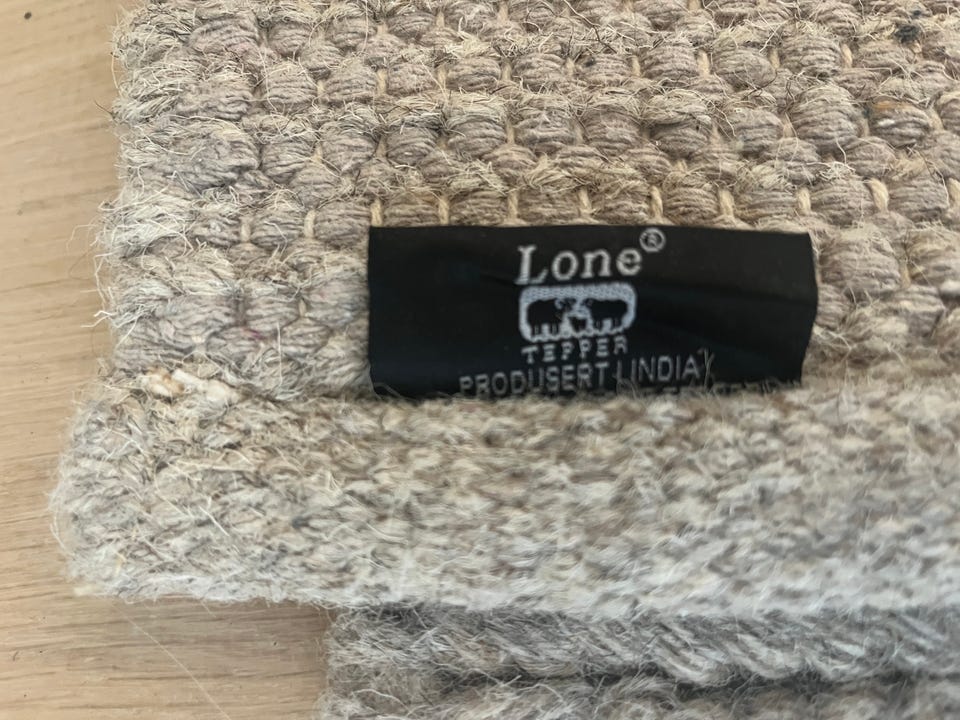 Lone®
TEPPER
PRODUSERT I INDIA